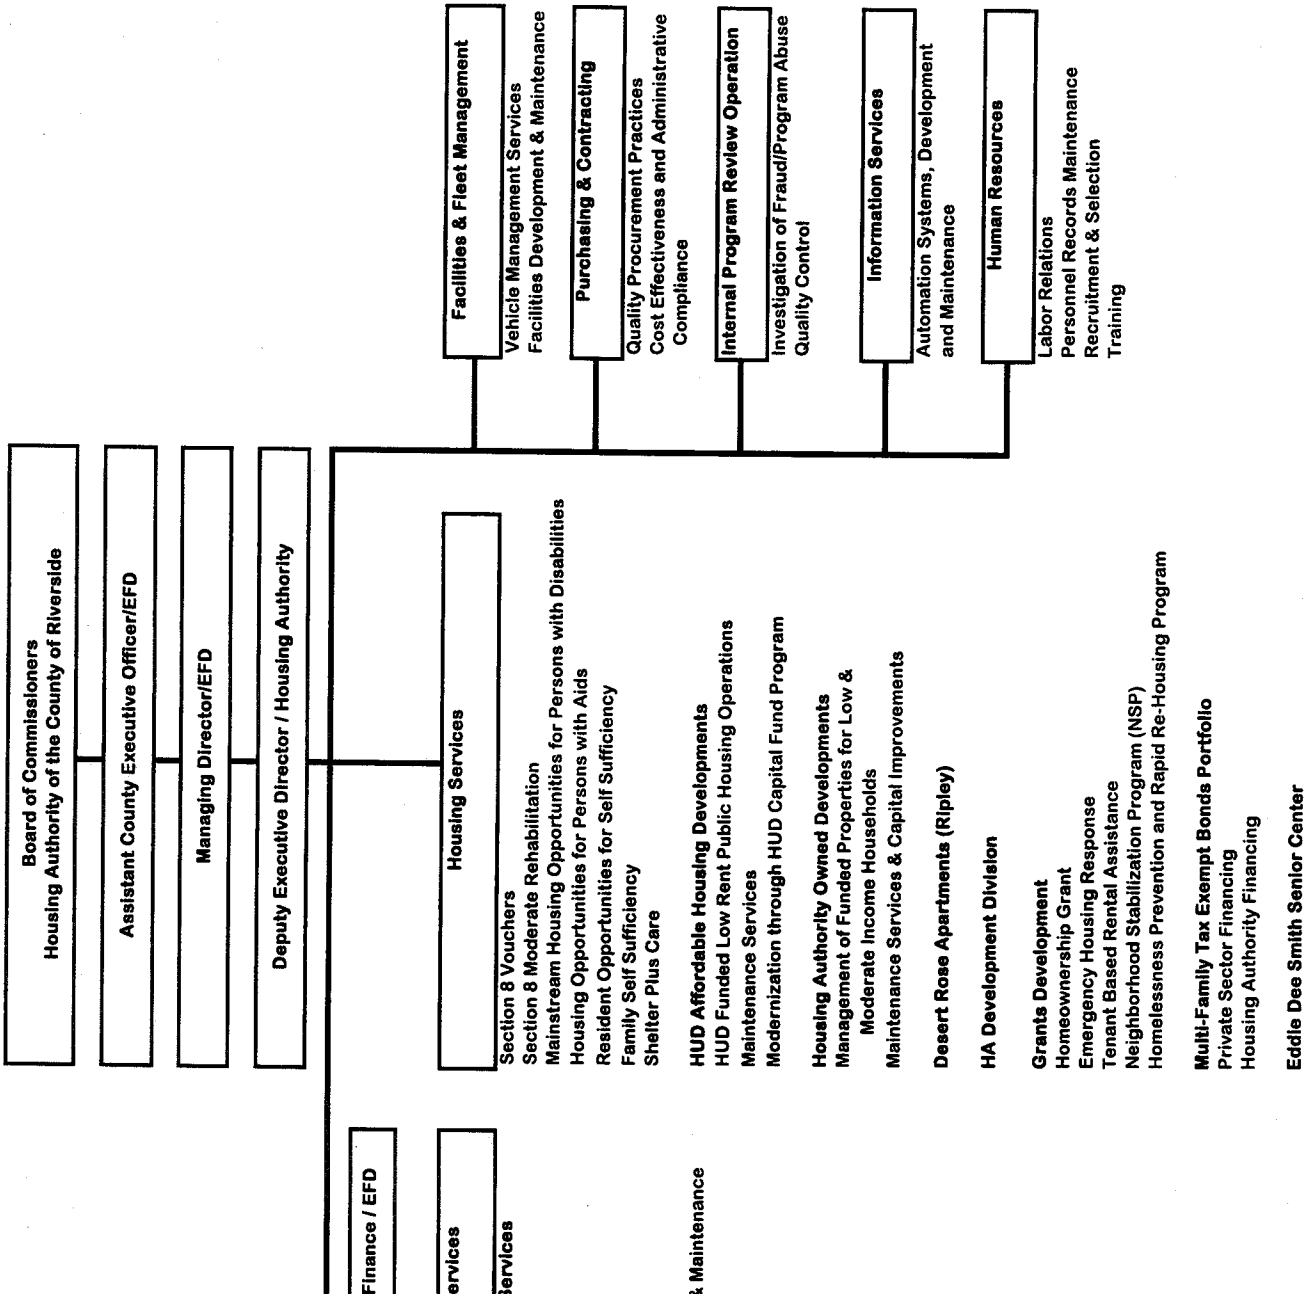 Board of Commissioners
Housing Authority of the County of Riverside
Assistant County Executive Officer/EFD
Managing Director/EFD
Deputy Executive Director / Housing Authority
Finance / EFD
ervices
Services
& Maintenance
Housing Services
Section 8 Vouchers
Section 8 Moderate Rehabilitation
Mainstream Housing Opportunities for Persons with Disabilities
Housing Opportunities for Persons with Aids
Resident Opportunities for Self Sufficiency
Family Self Sufficiency
Shelter Plus Care
HUD Affordable Housing Developments
HUD Funded Low Rent Public Housing Operations
Maintenance Services
Modernization through HUD Capital Fund Program
Housing Authority Owned Developments
Management of Funded Properties for Low &
Moderate Income Households
Maintenance Services & Capital Improvements
Desert Rose Apartments (Ripley)
HA Development Division
Grants Development
Homeownership Grant
Emergency Housing Response
Tenant Based Rental Assistance
Neighborhood Stabilization Program (NSP)
Homelessness Prevention and Rapid Re-Housing Program
Multi-Family Tax Exempt Bonds Portfolio
Private Sector Financing
Housing Authority Financing
Eddie Dee Smith Senior Center
Facilities & Fleet Management
Vehicle Management Services
Facilities Development & Maintenance
Purchasing & Contracting
Quality Procurement Practices
Cost Effectiveness and Administrative
Compliance
Internal Program Review Operation
Investigation of Fraud/Program Abuse
Quality Control
Information Services
Automation Systems, Development
and Maintenance
Human Resources
Labor Relations
Personnel Records Maintenance
Recruitment & Selection
Training